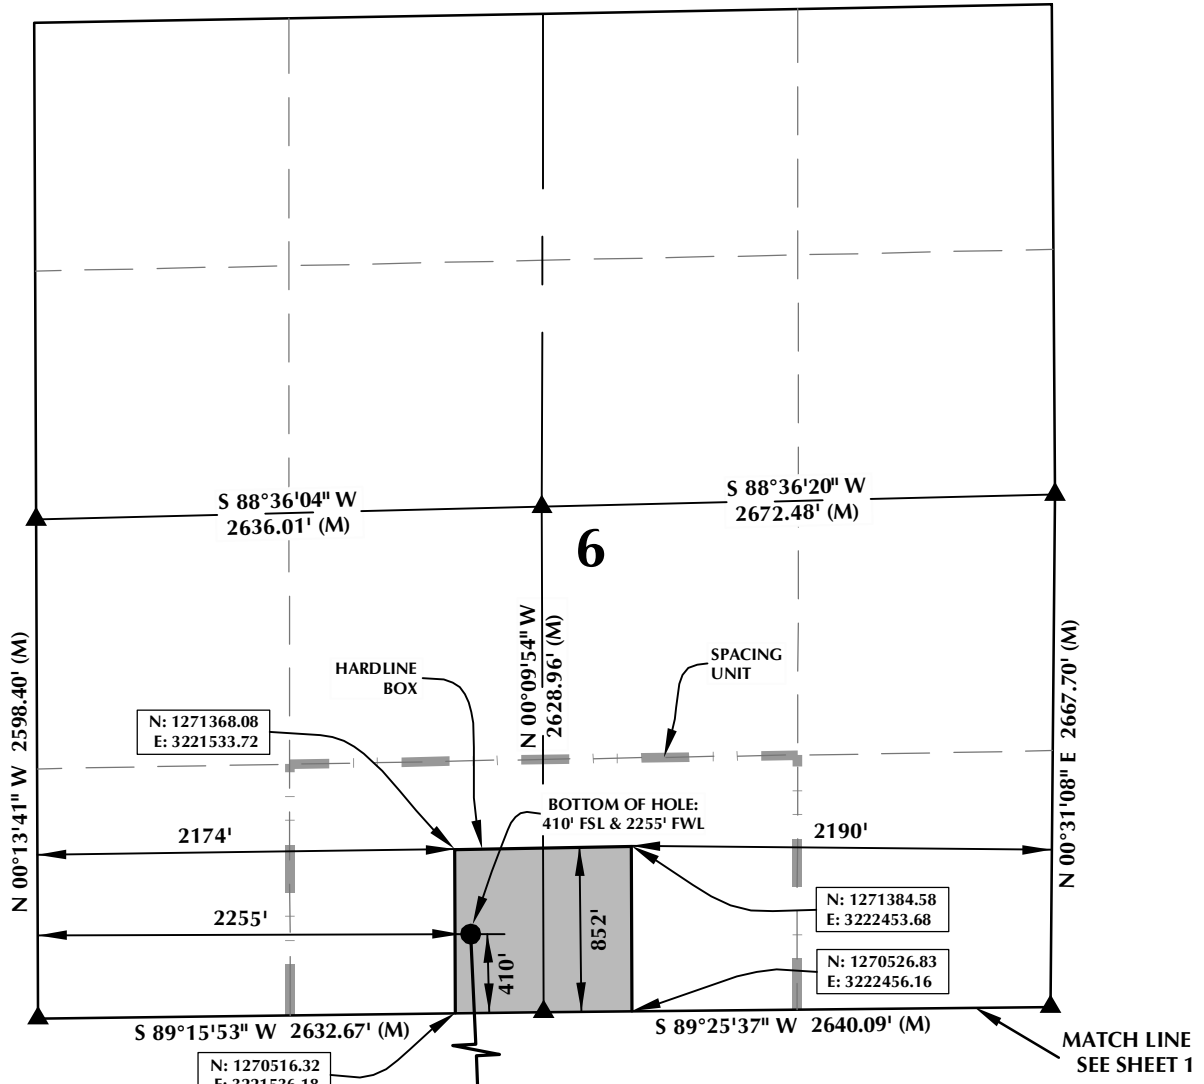 S 88°36'04" W
2636.01' (M)
S 88°36'20" W
2672.48' (M)
6
N 00°13'41" W 2598.40' (M)
N 00°09'54" W
2628.96' (M)
N 00°31'08" E 2667.70' (M)
HARDLINE
BOX
SPACING
UNIT
N: 1271368.08
E: 3221533.72
BOTTOM OF HOLE:
410' FSL & 2255' FWL
2174'
2190'
2255'
852'
410'
N: 1271384.58
E: 3222453.68
N: 1270526.83
E: 3222456.16
S 89°15'53" W 2632.67' (M)
S 89°25'37" W 2640.09' (M)
MATCH LINE
SEE SHEET 1
N: 1270516.32
E: 3221536.18